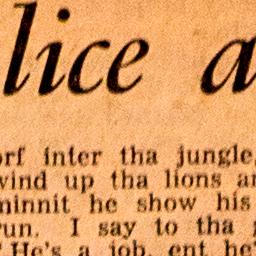 lice a
orf inter tha jungle,
wind up tha lions an
minnit he show his
run. I say to tha
He's a job, ent he